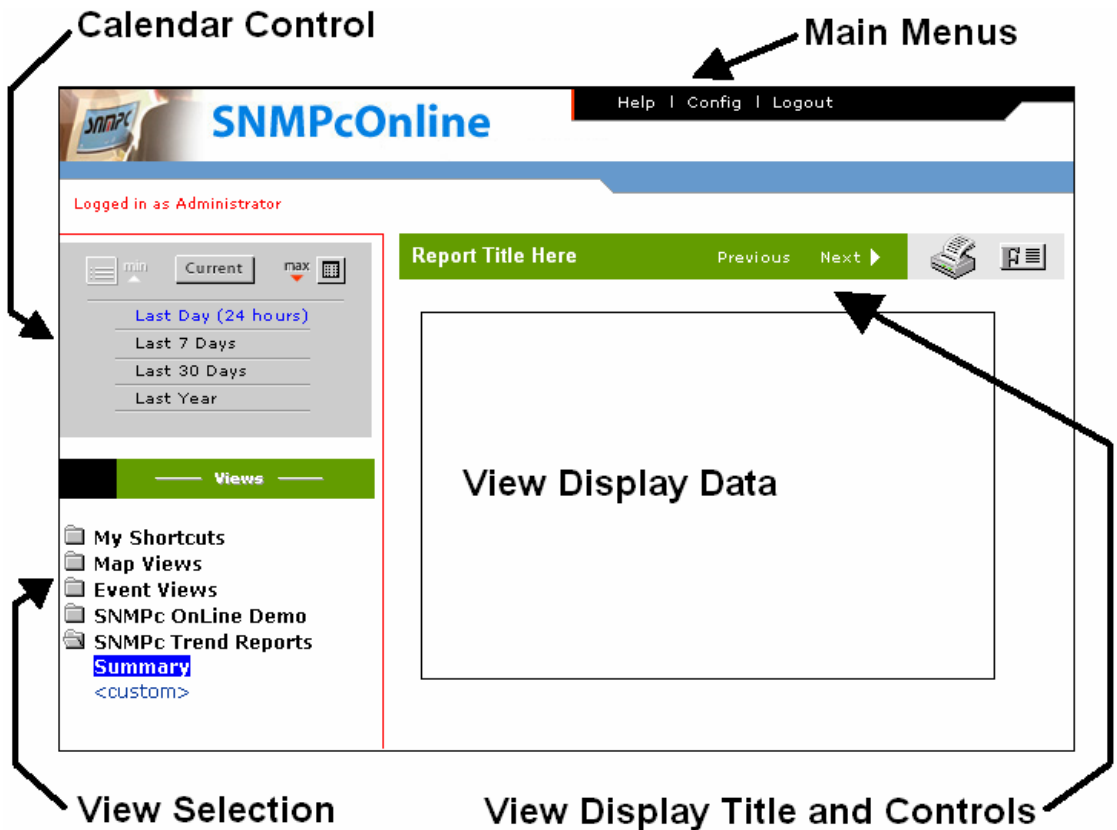 Calendar Control
Main Menus
snmpc
SNMPcOnline
Help | Config | Logout
Logged in as Administrator
min
Current
max
Report Title Here
Previous
Next
F
Last Day (24 hours)
Last 7 Days
Last 30 Days
Last Year
View Display Data
Views
My Shortcuts
Map Views
Event Views
SNMPc OnLine Demo
SNMPc Trend Reports
Summary
<custom>
View Selection
View Display Title and Controls